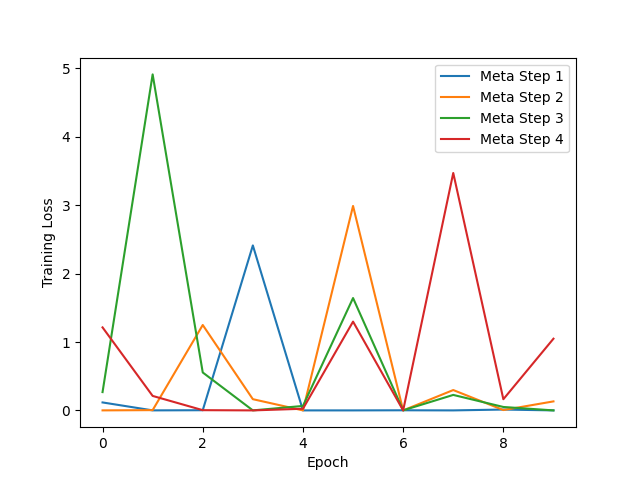 Meta Step 1
Meta Step 2
Meta Step 3
Meta Step 4
5
4
3
2
1
0
Training Loss
0 2 4 6 8
Epoch